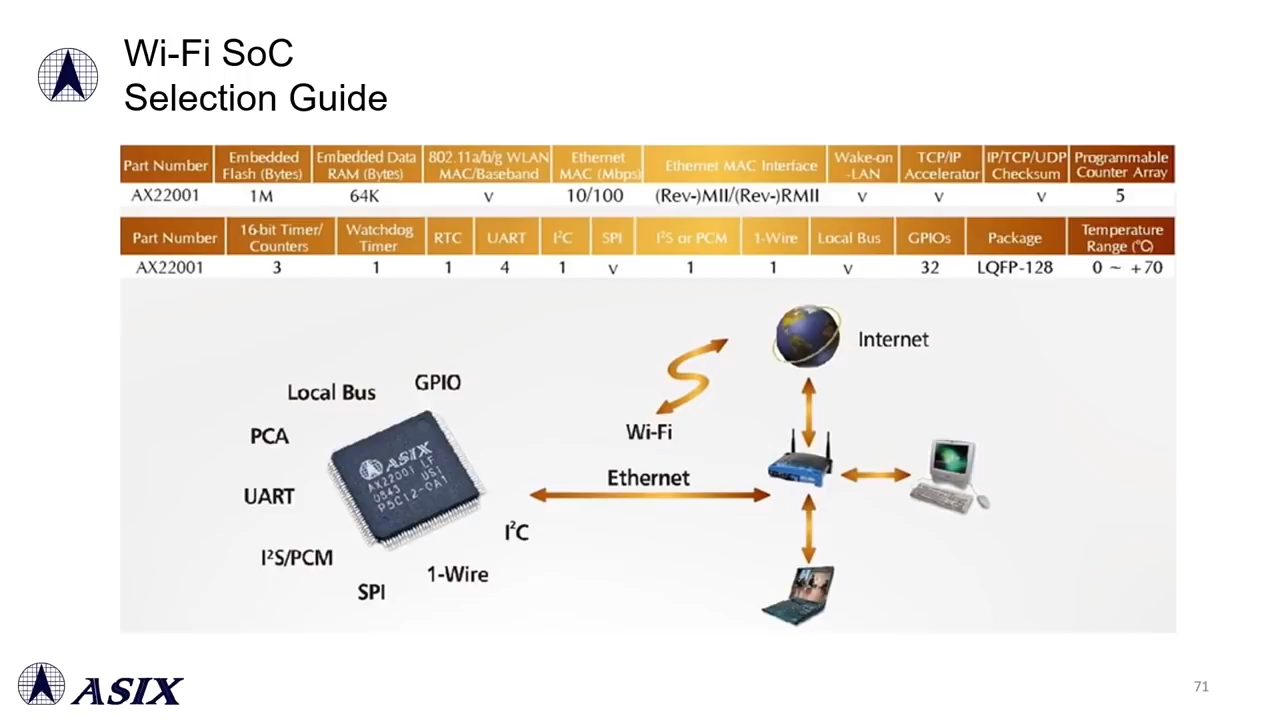 Wi-Fi SoC
Selection Guide
Part Number Embedded Flash (Bytes) Embedded Data RAM (Bytes) 802.11a/b/g WLAN MAC/Baseband Ethernet MAC (Mbps) Ethernet MAC Interface Wake-on -LAN TCP/IP Accelerator IP/TCP/UDP Checksum Programmable Counter Array
AX22001 1M 64K v 10/100 (Rev-)MII/(Rev-)RMII v v v 5
Part Number 16-bit Timer/ Counters Watchdog Timer RTC UART I²C SPI I²S or PCM 1-Wire Local Bus GPIOs Package Temperature Range (°C)
AX22001 3 1 1 4 1 v 1 1 v 32 LQFP-128 0 ~ +70
Internet
GPIO
Local Bus
Wi-Fi
PCA
ASIX
AX22001 LF
0843 US1
P5C12-0A1
Ethernet
UART
I²C
I²S/PCM
1-Wire
SPI
ASIX
71